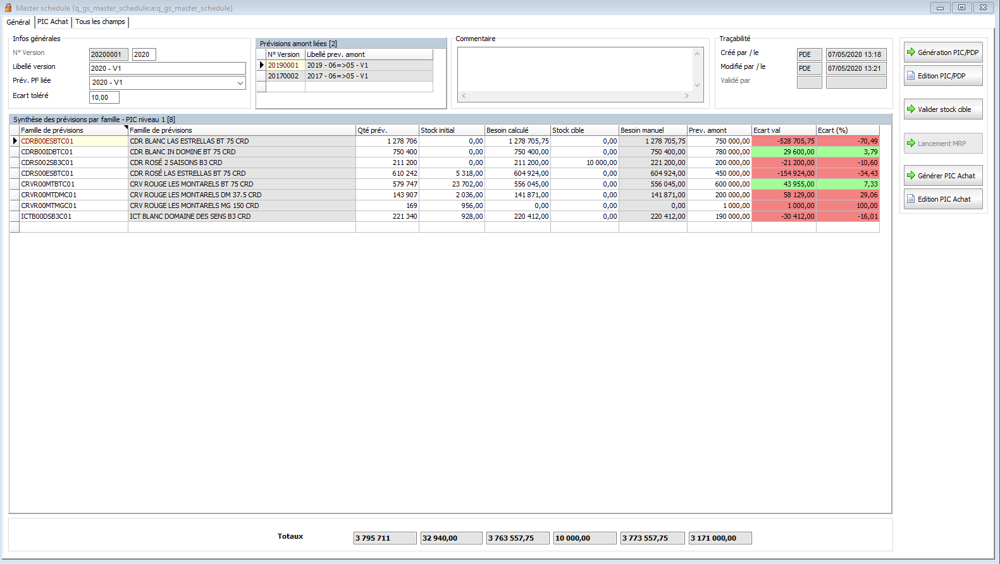 Master schedule (q_gs_master_schedule:a:q_gs_master_schedule)
Général PIC Achat Tous les champs
Infos générales
N° Version 20200001 2020
Libellé version 2020 - V1
Prév. PF liée 2020 - V1
Ecart toléré 10,00
Prévisions amont liées [2]
N° Version Libellé prev. amont
20190001 2019 - 06=>05 - V1
20170002 2017 - 06=>05 - V1
Commentaire
Traçabilité
Créé par / le PDE 07/05/2020 13:18
Modifié par / le PDE 07/05/2020 13:21
Validé par
Génération PIC/PDP
Edition PIC/PDP
Valider stock cible
Lancement MRP
Générer PIC Achat
Edition PIC Achat
Synthèse des prévisions par famille - PIC niveau 1 [8]
Famille de prévisions Famille de prévisions Qté prév. Stock initial Besoin calculé Stock cible Besoin manuel Prev. amont Ecart val Ecart (%)
CDRB00ESBTC01 CDR BLANC LAS ESTRELLAS BT 75 CRD 1 278 706 0,00 1 278 705,75 0,00 1 278 705,75 750 000,00 -528 705,75 -70,49
CDRB00IDBTC01 CDR BLANC IN DOMINE BT 75 CRD 750 400 0,00 750 400,00 0,00 750 400,00 780 000,00 29 600,00 3,79
CDRS002SB3C01 CDR ROSÉ 2 SAISONS B3 CRD 211 200 0,00 211 200,00 10 000,00 221 200,00 200 000,00 -21 200,00 -10,60
CDRS00ESBTC01 CDR ROSÉ LAS ESTRELLAS BT 75 CRD 610 242 5 318,00 604 924,00 0,00 604 924,00 450 000,00 -154 924,00 -34,43
CRVR00MTBTC01 CRV ROUGE LES MONTARELS BT 75 CRD 579 747 23 702,00 556 045,00 0,00 556 045,00 600 000,00 43 955,00 7,33
CRVR00MTDMC01 CRV ROUGE LES MONTARELS DM 37.5 CRD 143 907 2 036,00 141 871,00 0,00 141 871,00 200 000,00 58 129,00 29,06
CRVR00MTMGC01 CRV ROUGE LES MONTARELS MG 150 CRD 169 956,00 0,00 0,00 0,00 1 000,00 1 000,00 100,00
ICTB00DSB3C01 ICT BLANC DOMAINE DES SENS B3 CRD 221 340 928,00 220 412,00 0,00 220 412,00 190 000,00 -30 412,00 -16,01
Totaux 3 795 711 32 940,00 3 763 557,75 10 000,00 3 773 557,75 3 171 000,00